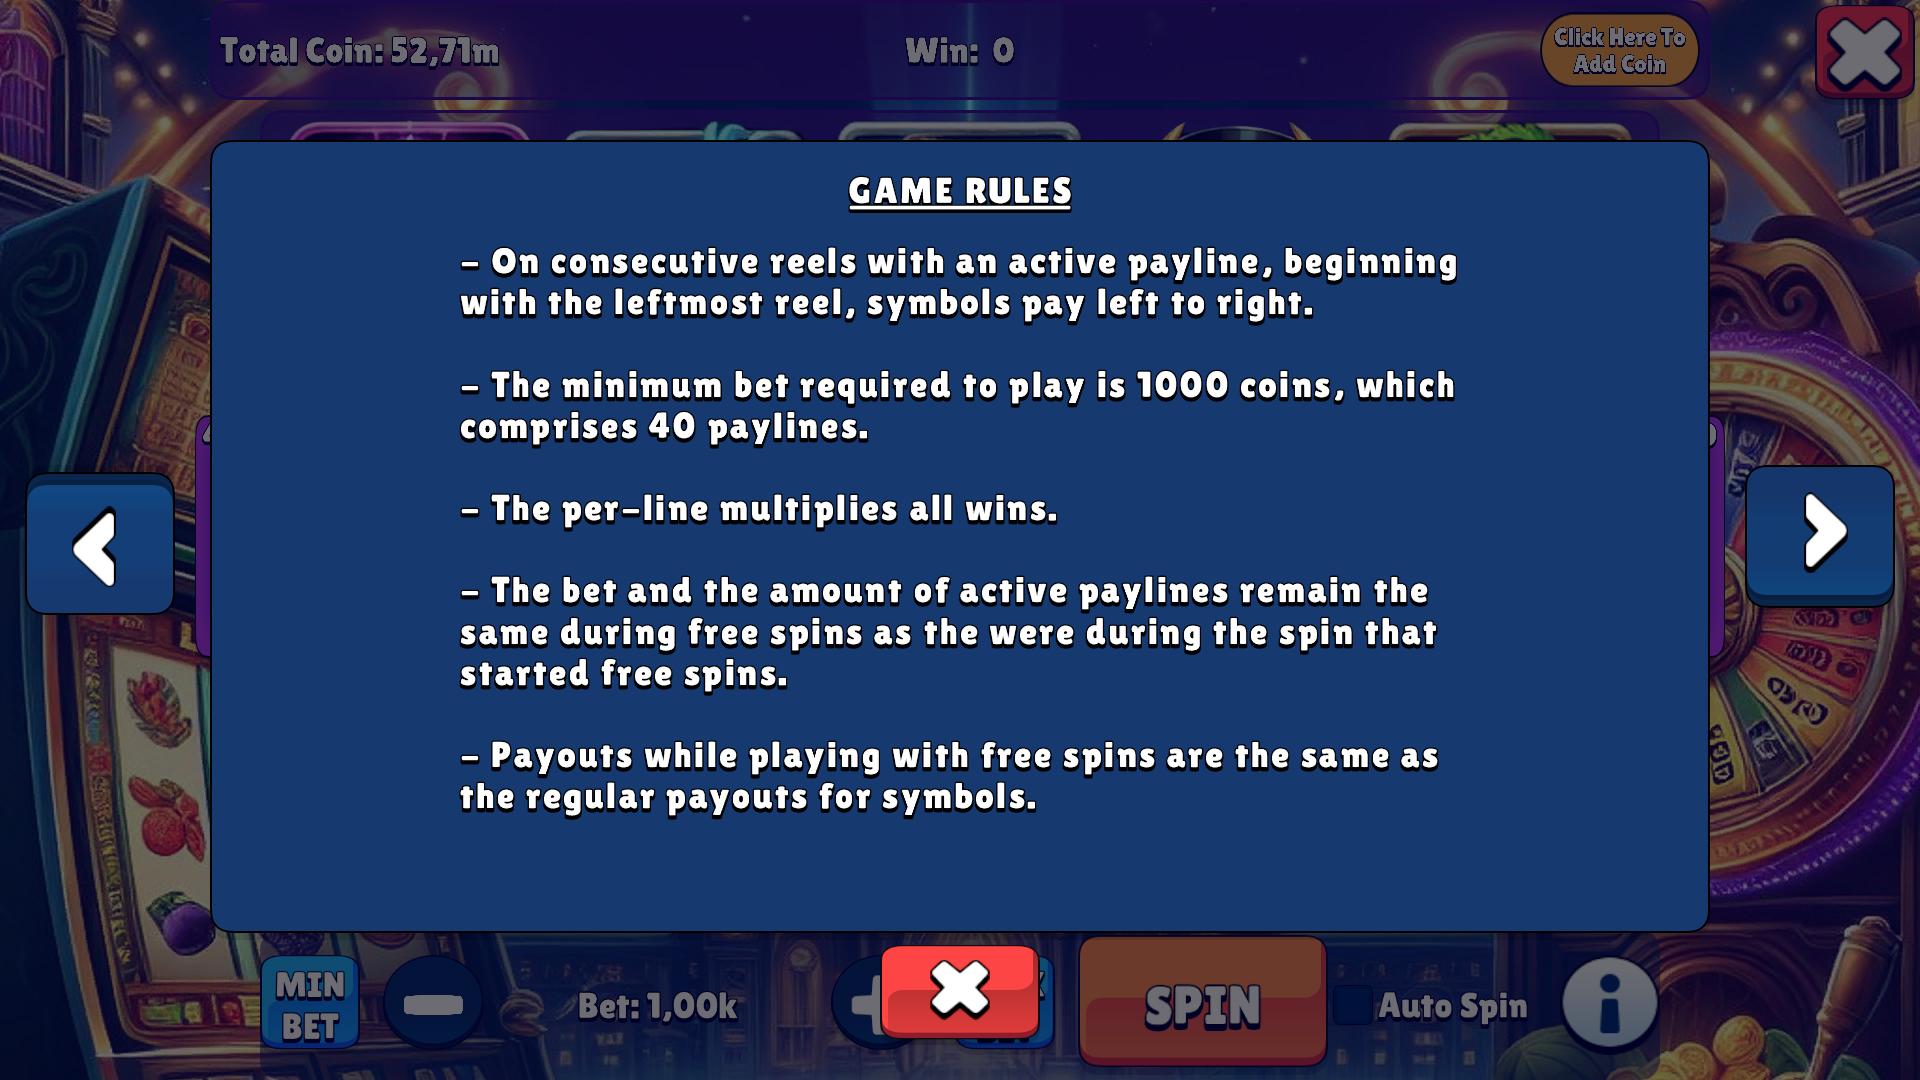 Total Coin: 52,71m
Win: 0
Click Here To
Add Coin
GAME RULES
- On consecutive reels with an active payline, beginning
with the leftmost reel, symbols pay left to right.
- The minimum bet required to play is 1000 coins, which
comprises 40 paylines.
- The per-line multiplies all wins.
- The bet and the amount of active paylines remain the
same during free spins as the were during the spin that
started free spins.
- Payouts while playing with free spins are the same as
the regular payouts for symbols.
MIN
BET
Bet: 1,00k
SPIN
Auto Spin